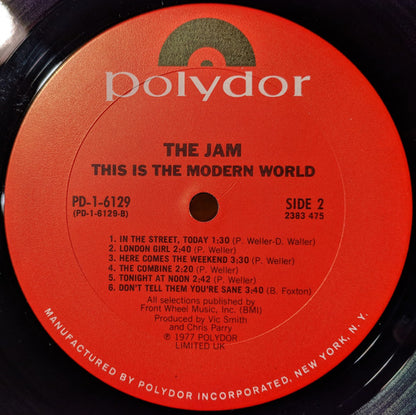 polydor
THE JAM
THIS IS THE MODERN WORLD
PD-1-6129
(PD-1-6129-B)
SIDE 2
2383 475
1. IN THE STREET, TODAY 1:30 (P. Weller-D. Waller)
2. LONDON GIRL 2:40 (P. Weller)
3. HERE COMES THE WEEKEND 3:30 (P. Weller)
4. THE COMBINE 2:20 (P. Weller)
5. TONIGHT AT NOON 2:42 (P. Weller)
6. DON'T TELL THEM YOU'RE SANE 3:40 (B. Foxton)
All selections published by
Front Wheel Music, Inc. (BMI)
Produced by Vic Smith
and Chris Parry
℗ 1977 POLYDOR
LIMITED UK
MANUFACTURED BY POLYDOR INCORPORATED, NEW YORK, N.Y.